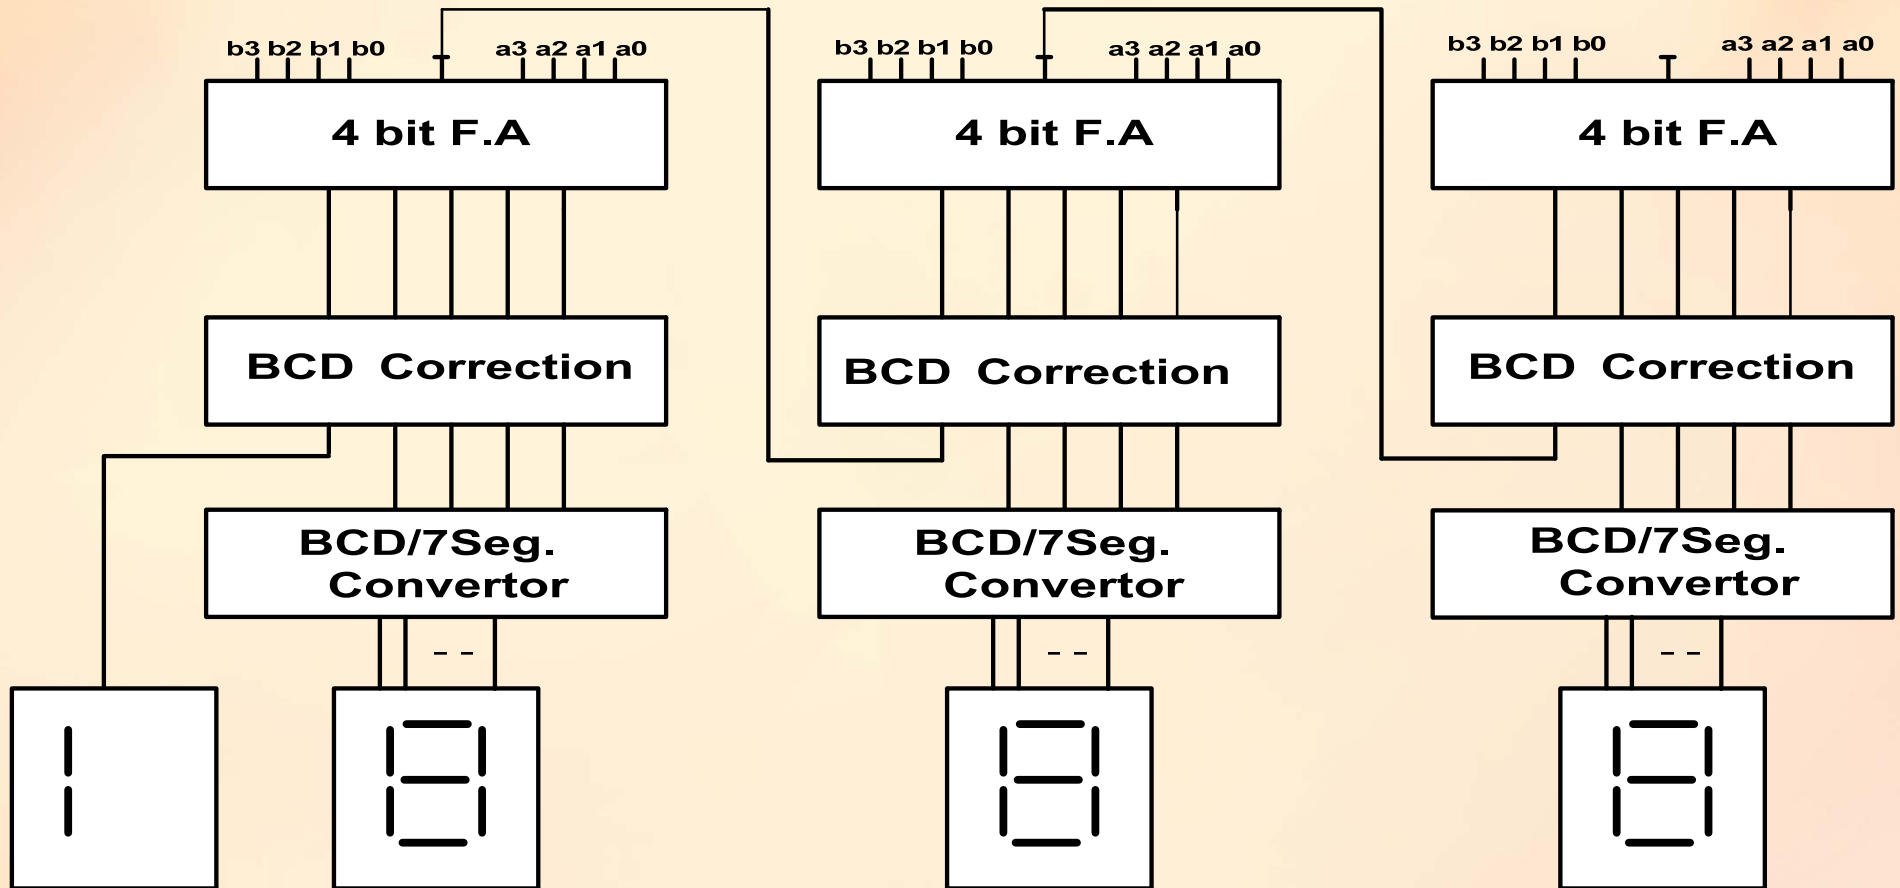 b3 b2 b1 b0 a3 a2 a1 a0
b3 b2 b1 b0 a3 a2 a1 a0
b3 b2 b1 b0 a3 a2 a1 a0
4 bit F.A
4 bit F.A
4 bit F.A
BCD Correction
BCD Correction
BCD Correction
BCD/7Seg.
Convertor
BCD/7Seg.
Convertor
BCD/7Seg.
Convertor